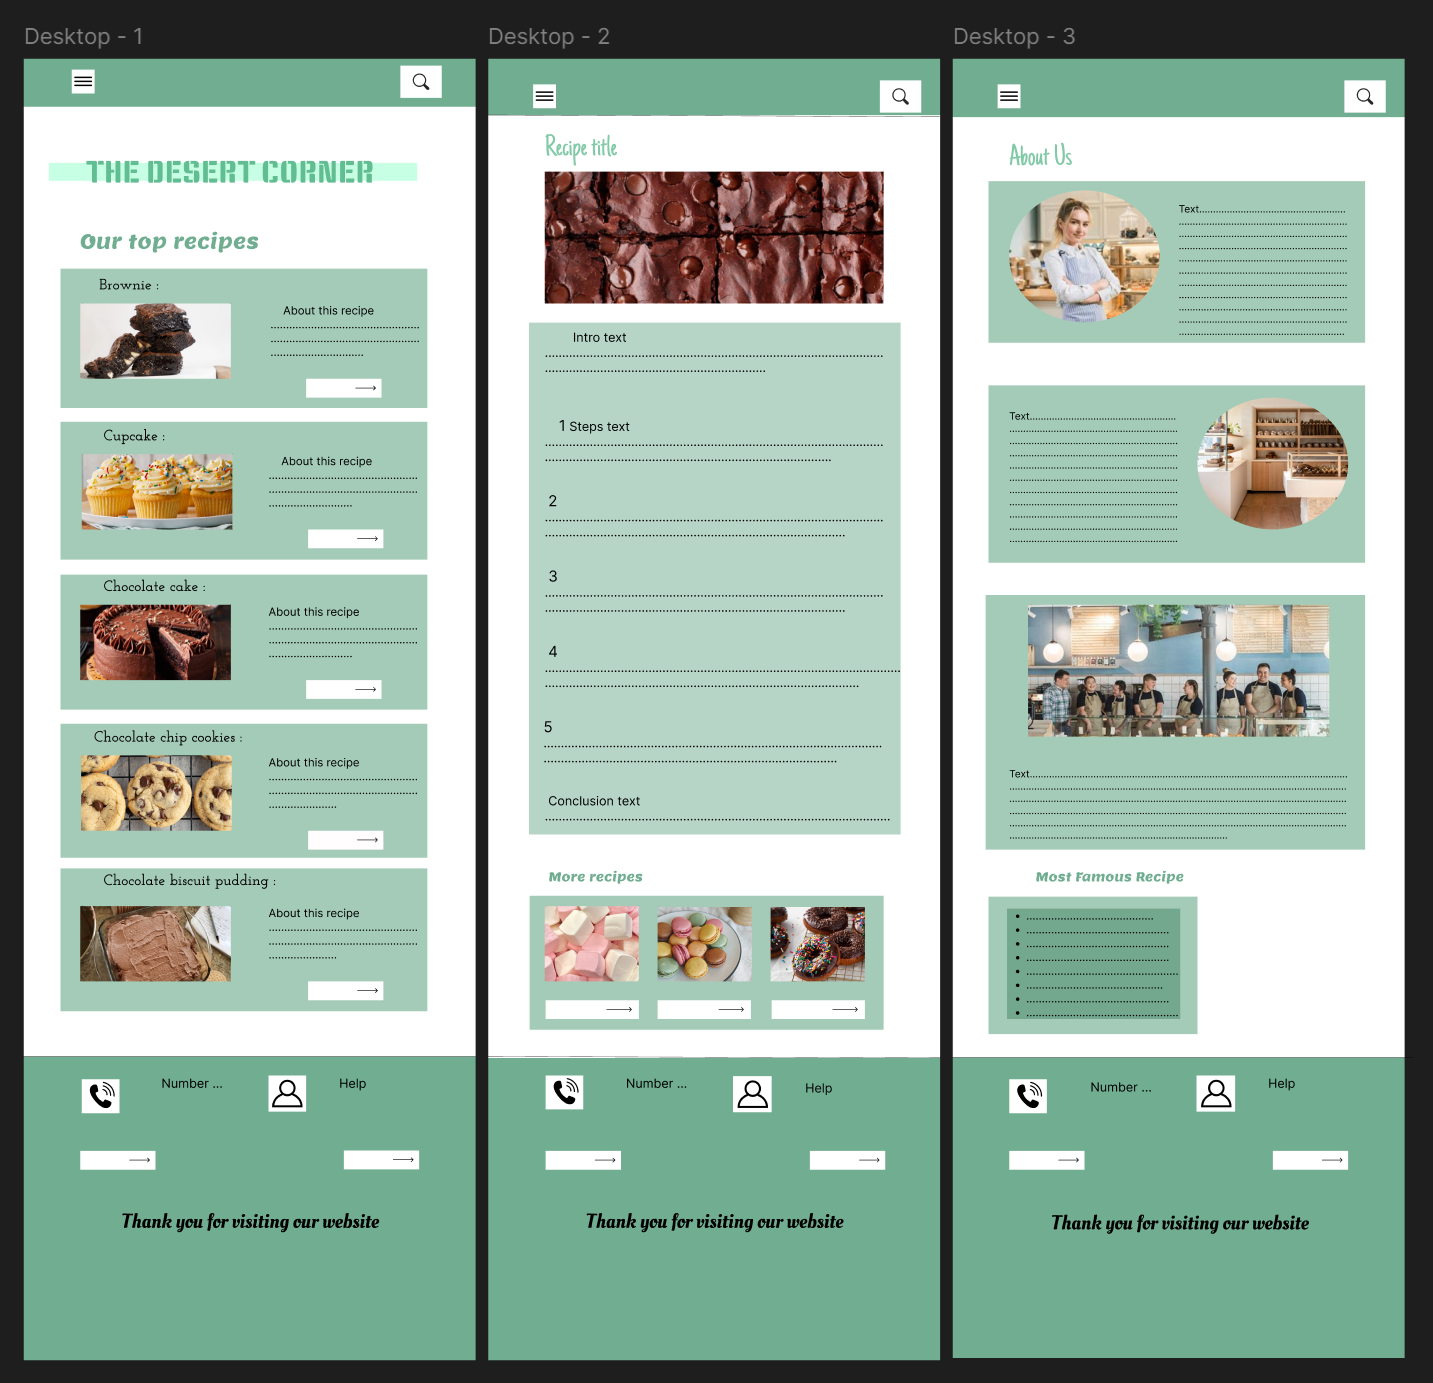 Desktop - 1
THE DESERT CORNER
Our top recipes
Brownie :
About this recipe
Cupcake :
About this recipe
Chocolate cake :
About this recipe
Chocolate chip cookies :
About this recipe
Chocolate biscuit pudding :
About this recipe
Number ...
Help
Thank you for visiting our website
Desktop - 2
Recipe title
Intro text
1 Steps text
2
3
4
5
Conclusion text
More recipes
Number ...
Help
Thank you for visiting our website
Desktop - 3
About Us
Text......................................................
Text......................................................
Text......................................................
Most Famous Recipe
Number ...
Help
Thank you for visiting our website